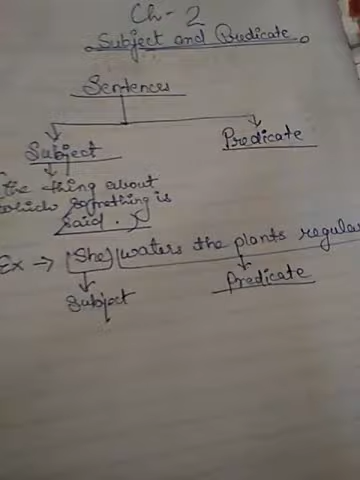 Ch - 2
Subject and Predicate
Sentences
Subject
Predicate
(the thing about
which something is
said.)
Ex → (She) (waters the plants regular
Subject
Predicate